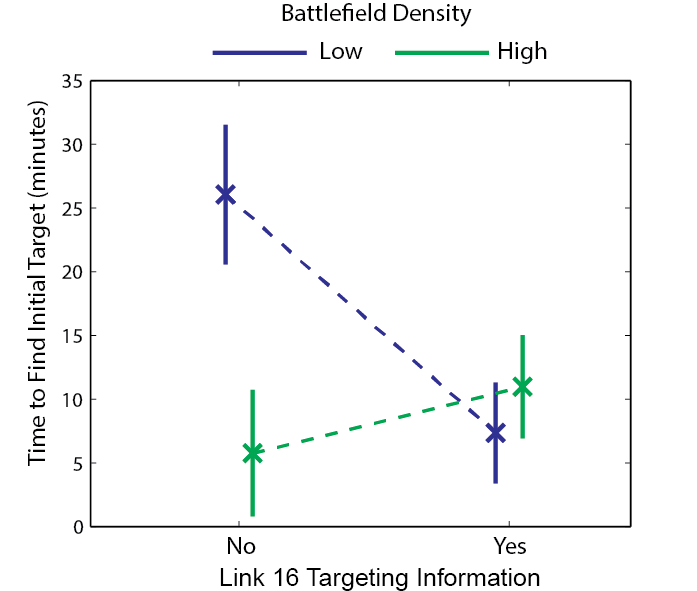 Battlefield Density
Low
High
35
30
25
20
15
10
5
0
Time to Find Initial Target (minutes)
No
Yes
Link 16 Targeting Information